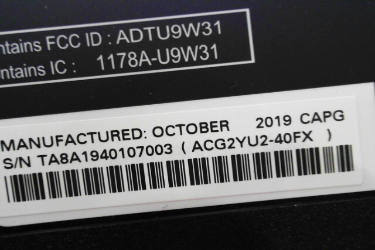 ntains FCC ID : ADTU9W31
ntains IC : 1178A-U9W31
MANUFACTURED: OCTOBER 2019 CAPG
S/N TA8A1940107003 ( ACG2YU2-40FX )